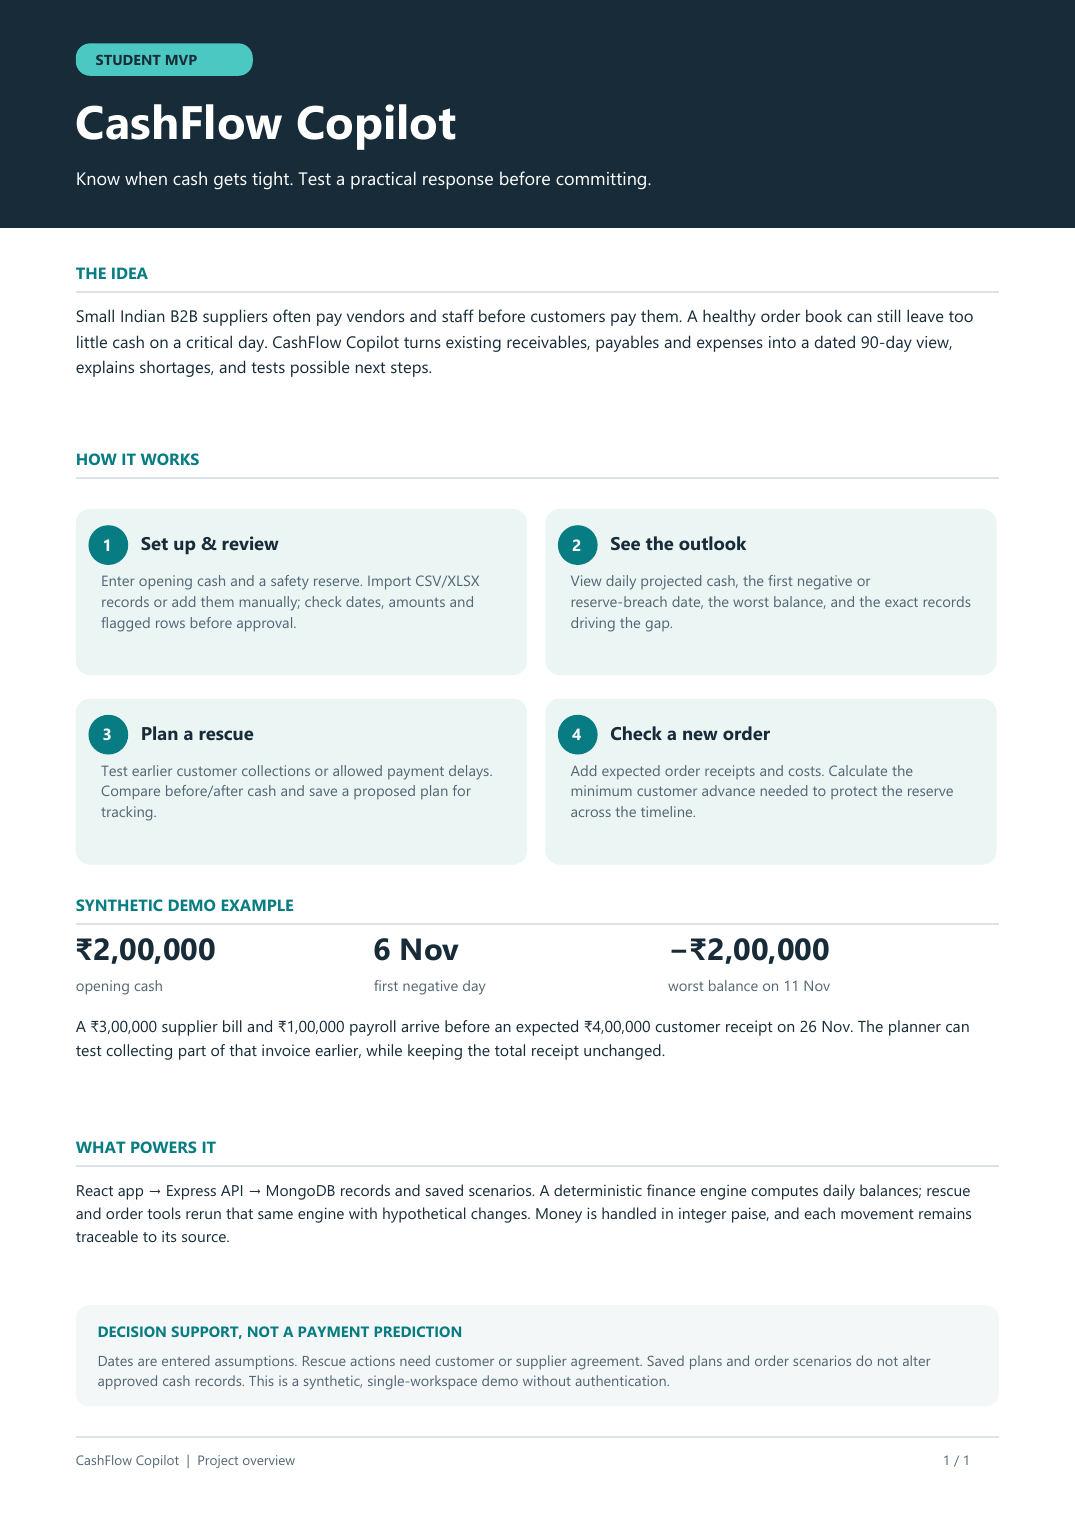 STUDENT MVP
CashFlow Copilot
Know when cash gets tight. Test a practical response before committing.
THE IDEA
Small Indian B2B suppliers often pay vendors and staff before customers pay them. A healthy order book can still leave too
little cash on a critical day. CashFlow Copilot turns existing receivables, payables and expenses into a dated 90-day view,
explains shortages, and tests possible next steps.
HOW IT WORKS
1 Set up & review
Enter opening cash and a safety reserve. Import CSV/XLSX
records or add them manually; check dates, amounts and
flagged rows before approval.
2 See the outlook
View daily projected cash, the first negative or
reserve-breach date, the worst balance, and the exact records
driving the gap.
3 Plan a rescue
Test earlier customer collections or allowed payment delays.
Compare before/after cash and save a proposed plan for
tracking.
4 Check a new order
Add expected order receipts and costs. Calculate the
minimum customer advance needed to protect the reserve
across the timeline.
SYNTHETIC DEMO EXAMPLE
₹2,00,000
opening cash
6 Nov
first negative day
−₹2,00,000
worst balance on 11 Nov
A ₹3,00,000 supplier bill and ₹1,00,000 payroll arrive before an expected ₹4,00,000 customer receipt on 26 Nov. The planner can
test collecting part of that invoice earlier, while keeping the total receipt unchanged.
WHAT POWERS IT
React app → Express API → MongoDB records and saved scenarios. A deterministic finance engine computes daily balances; rescue
and order tools rerun that same engine with hypothetical changes. Money is handled in integer paise, and each movement remains
traceable to its source.
DECISION SUPPORT, NOT A PAYMENT PREDICTION
Dates are entered assumptions. Rescue actions need customer or supplier agreement. Saved plans and order scenarios do not alter
approved cash records. This is a synthetic, single-workspace demo without authentication.
CashFlow Copilot | Project overview
1 / 1